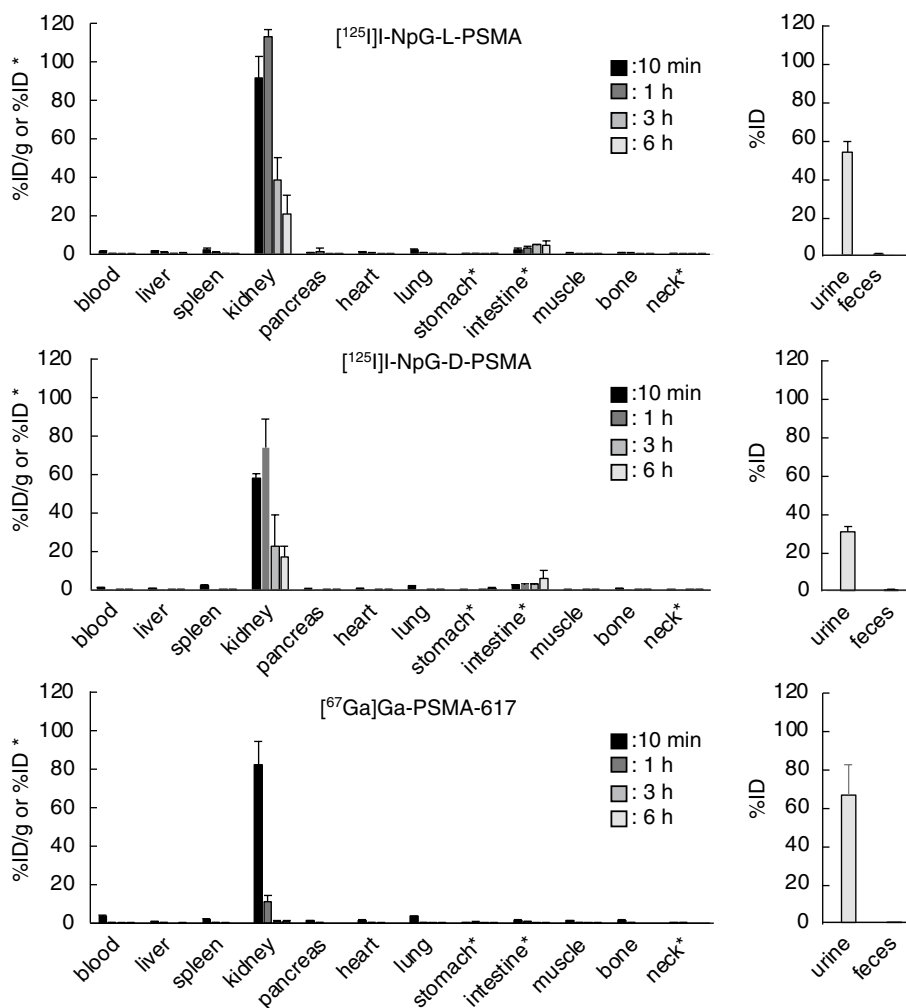 [¹²⁵I]I-NpG-L-PSMA
%ID/g or %ID *
120
100
80
60
40
20
0
:10 min
: 1 h
: 3 h
: 6 h
blood
liver
spleen
kidney
pancreas
heart
lung
stomach*
intestine*
muscle
bone
neck*
%ID
120
100
80
60
40
20
0
urine
feces
[¹²⁵I]I-NpG-D-PSMA
%ID/g or %ID *
120
100
80
60
40
20
0
:10 min
: 1 h
: 3 h
: 6 h
blood
liver
spleen
kidney
pancreas
heart
lung
stomach*
intestine*
muscle
bone
neck*
%ID
120
100
80
60
40
20
0
urine
feces
[⁶⁷Ga]Ga-PSMA-617
%ID/g or %ID *
120
100
80
60
40
20
0
:10 min
: 1 h
: 3 h
: 6 h
blood
liver
spleen
kidney
pancreas
heart
lung
stomach*
intestine*
muscle
bone
neck*
%ID
120
100
80
60
40
20
0
urine
feces